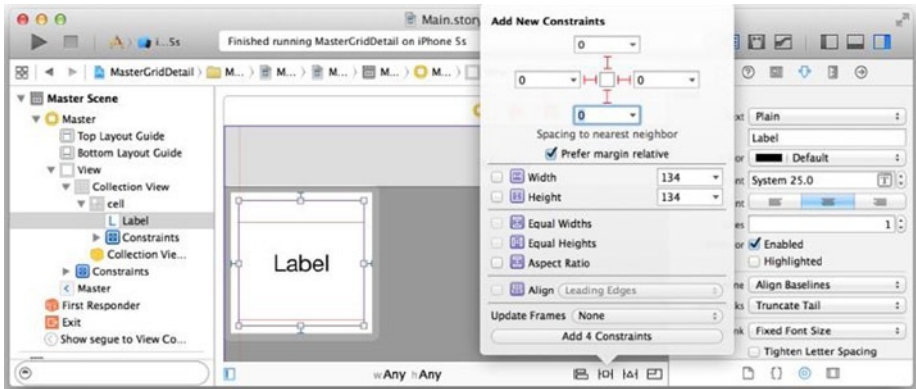 Main.story
i...5s
Finished running MasterGridDetail on iPhone 5s
MasterGridDetail
M...
M...
M...
M...
M...
Master Scene
Master
Top Layout Guide
Bottom Layout Guide
View
Collection View
cell
L Label
Constraints
Collection Vie...
Constraints
Master
First Responder
Exit
Show segue to View Co...
Label
wAny hAny
Add New Constraints
0
0
0
0
Spacing to nearest neighbor
Prefer margin relative
Width 134
Height 134
Equal Widths
Equal Heights
Aspect Ratio
Align Leading Edges
Update Frames None
Add 4 Constraints
Plain
Label
Default
System 25.0
T
1
Enabled
Highlighted
Align Baselines
Truncate Tail
Fixed Font Size
Tighten Letter Spacing